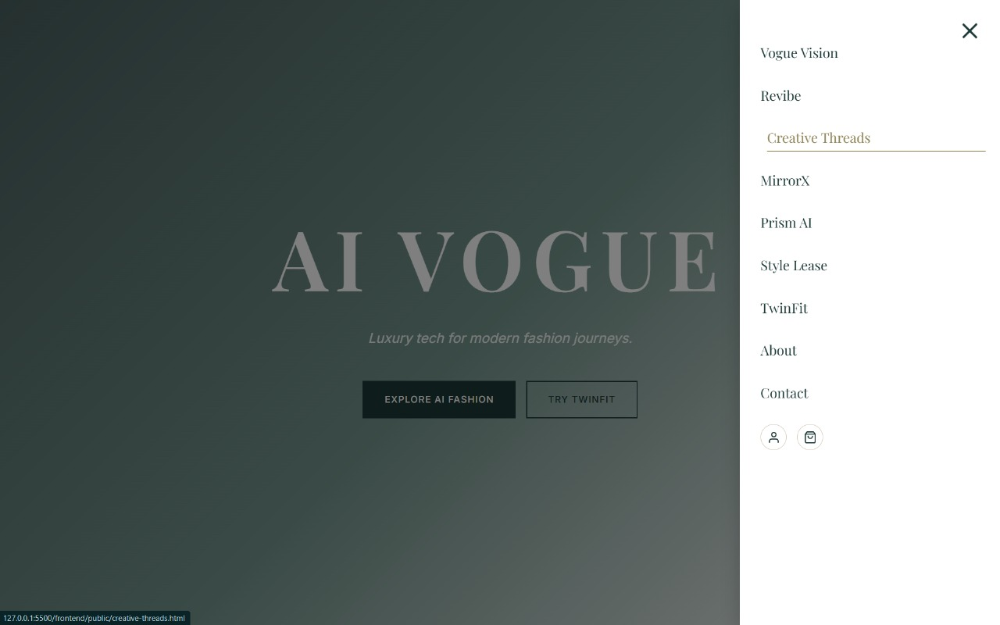 Vogue Vision
Revibe
Creative Threads
MirrorX
Prism AI
Style Lease
TwinFit
About
Contact
AI VOGUE
Luxury tech for modern fashion journeys.
EXPLORE AI FASHION
TRY TWINFIT
127.0.0.1:5500/frontend/public/creative-threads.html